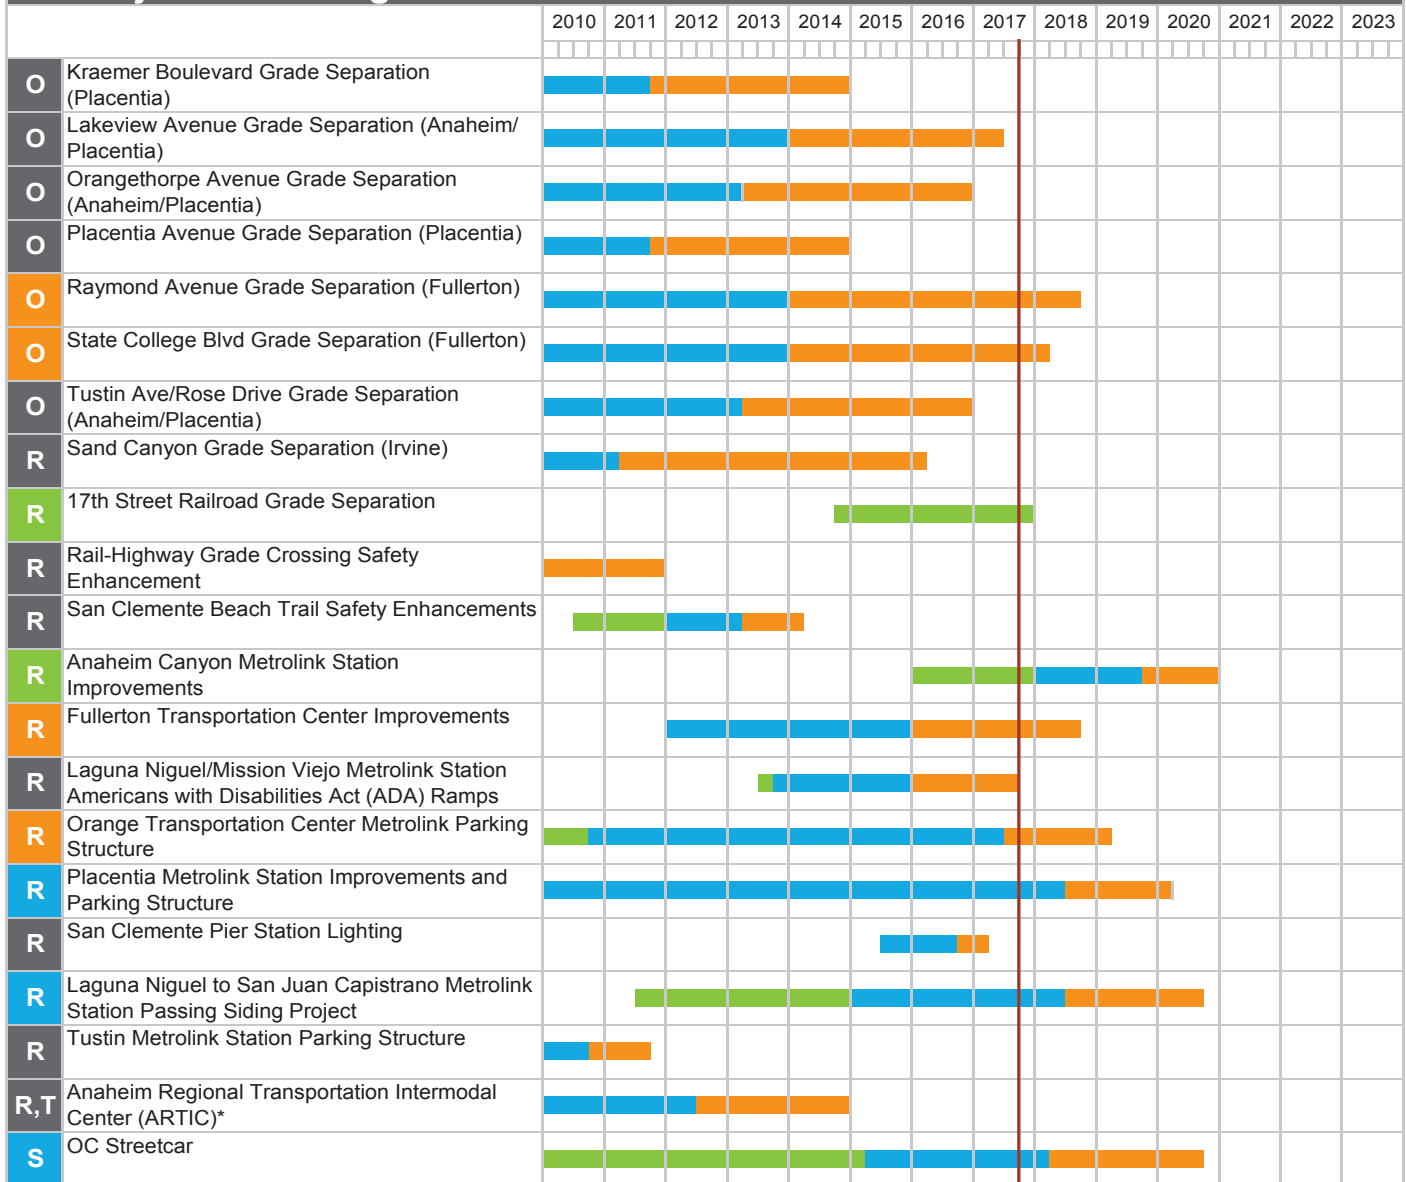 2010 2011 2012 2013 2014 2015 2016 2017 2018 2019 2020 2021 2022 2023
O Kraemer Boulevard Grade Separation
(Placentia)
O Lakeview Avenue Grade Separation (Anaheim/
Placentia)
O Orangethorpe Avenue Grade Separation
(Anaheim/Placentia)
O Placentia Avenue Grade Separation (Placentia)
O Raymond Avenue Grade Separation (Fullerton)
O State College Blvd Grade Separation (Fullerton)
O Tustin Ave/Rose Drive Grade Separation
(Anaheim/Placentia)
R Sand Canyon Grade Separation (Irvine)
R 17th Street Railroad Grade Separation
R Rail-Highway Grade Crossing Safety
Enhancement
R San Clemente Beach Trail Safety Enhancements
R Anaheim Canyon Metrolink Station
Improvements
R Fullerton Transportation Center Improvements
R Laguna Niguel/Mission Viejo Metrolink Station
Americans with Disabilities Act (ADA) Ramps
R Orange Transportation Center Metrolink Parking
Structure
R Placentia Metrolink Station Improvements and
Parking Structure
R San Clemente Pier Station Lighting
R Laguna Niguel to San Juan Capistrano Metrolink
Station Passing Siding Project
R Tustin Metrolink Station Parking Structure
R,T Anaheim Regional Transportation Intermodal
Center (ARTIC)*
S OC Streetcar